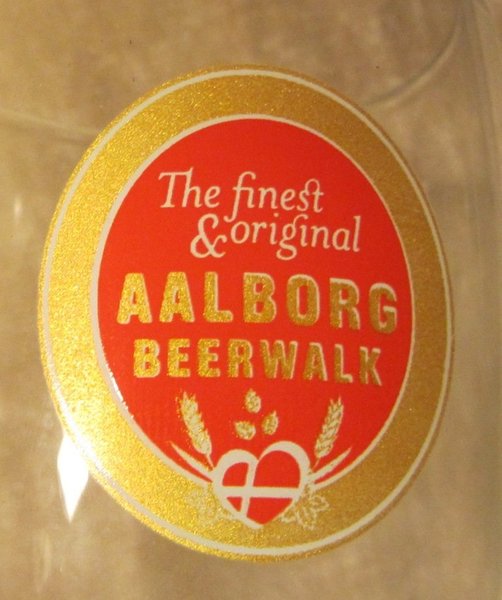 The finest
& original
AALBORG
BEERWALK